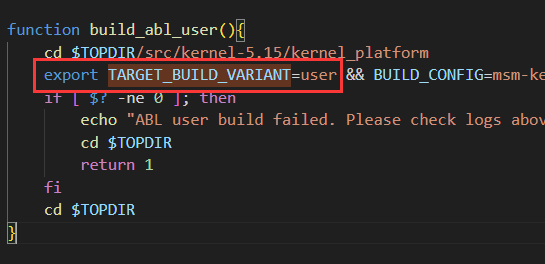 function build_abl_user(){
cd $TOPDIR/src/kernel-5.15/kernel_platform
export TARGET_BUILD_VARIANT=user && BUILD_CONFIG=msm-ke
if [ $? -ne 0 ]; then
echo "ABL user build failed. Please check logs above
cd $TOPDIR
return 1
fi
cd $TOPDIR
}